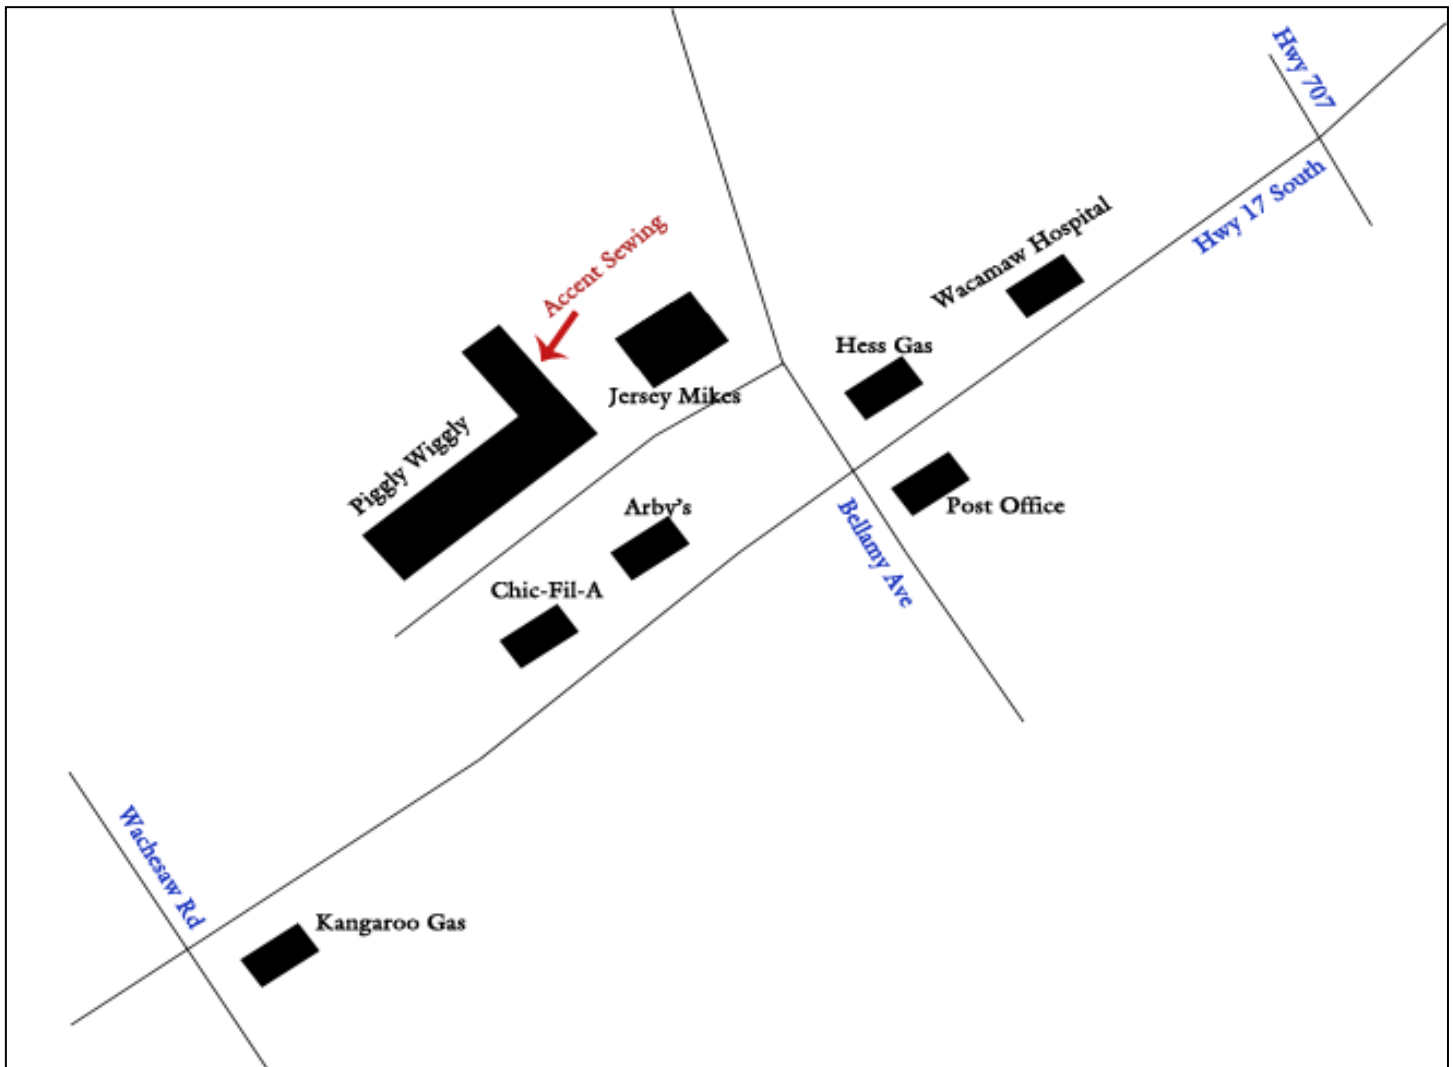 Hwy 707
Hwy 17 South
Wacamaw Hospital
Accent Sewing
Hess Gas
Jersey Mikes
Piggly Wiggly
Arby's
Post Office
Bellamy Ave
Chic-Fil-A
Wachesaw Rd
Kangaroo Gas